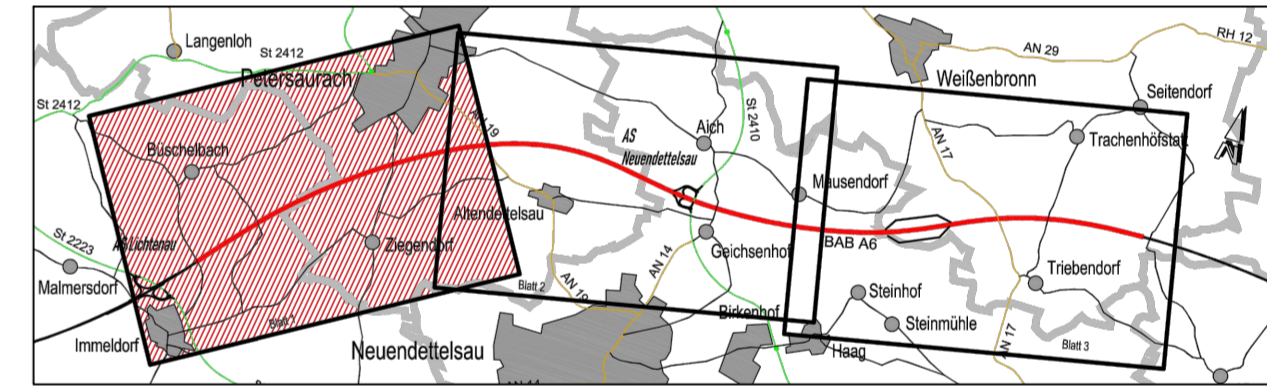 Langenloh
St 2412
Petersaurach
St 2412
Büschelbach
AN 19
AS Lichtenau
St 2223
Malmersdorf
Immeldorf
Ziegendorf
Blatt 1
Neuendettelsau
Altendettelsau
Blatt 2
AN 19
AN 14
AN 14
AS
Neuendettelsau
Aich
St 2410
Geichsenhof
Birkenhof
Mausendorf
BAB A6
Steinhof
Steinmühle
Haag
Weißenbronn
AN 29
RH 12
AN 17
Seitendorf
Trachenhöfstatt
Triebendorf
AN 17
Blatt 3